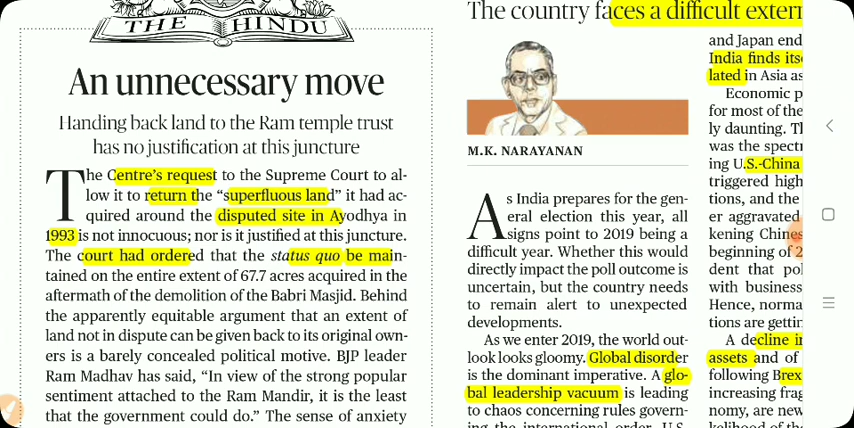 THE HINDU
An unnecessary move
Handing back land to the Ram temple trust
has no justification at this juncture
The Centre's request to the Supreme Court to al-
low it to return the “superfluous land” it had ac-
quired around the disputed site in Ayodhya in
1993 is not innocuous; nor is it justified at this juncture.
The court had ordered that the status quo be main-
tained on the entire extent of 67.7 acres acquired in the
aftermath of the demolition of the Babri Masjid. Behind
the apparently equitable argument that an extent of
land not in dispute can be given back to its original own-
ers is a barely concealed political motive. BJP leader
Ram Madhav has said, “In view of the strong popular
sentiment attached to the Ram Mandir, it is the least
that the government could do.” The sense of anxiety
The country faces a difficult extern
M.K. NARAYANAN
As India prepares for the gen-
eral election this year, all
signs point to 2019 being a
difficult year. Whether this would
directly impact the poll outcome is
uncertain, but the country needs
to remain alert to unexpected
developments.
As we enter 2019, the world out-
look looks gloomy. Global disorder
is the dominant imperative. A glo-
bal leadership vacuum is leading
to chaos concerning rules govern-
ing the international order. U.S.
and Japan end
India finds its
lated in Asia as
Economic p
for most of the
ly daunting. Th
was the spectr
ing U.S.-China
triggered high
tions, and the
er aggravated
kening Chines
beginning of 2
dent that pol
with business
Hence, norma
tions are gettin
A decline in
assets and of
following Brex
increasing frag
nomy, are new
kelihood of the